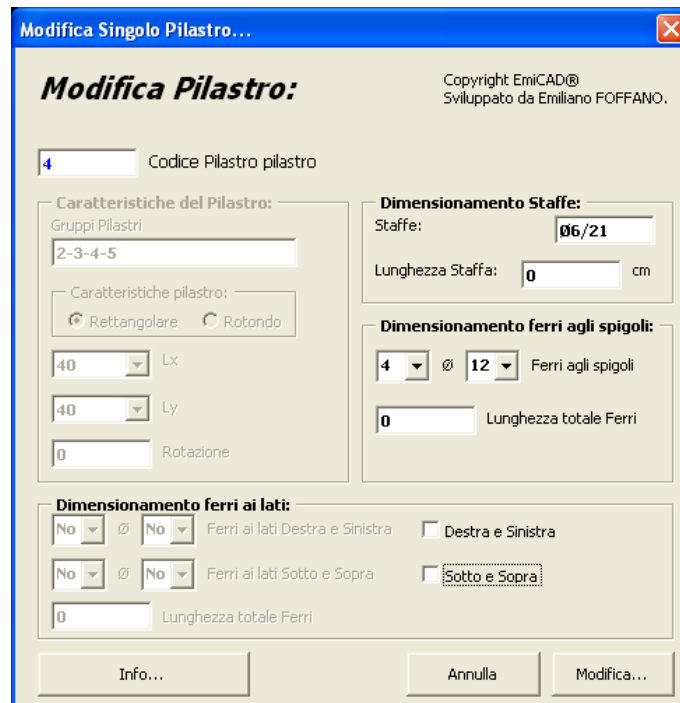 Modifica Singolo Pilastro...
Modifica Pilastro:
Copyright EmiCAD®
Sviluppato da Emiliano FOFFANO.
4 Codice Pilastro pilastro
Caratteristiche del Pilastro:
Gruppi Pilastri
2-3-4-5
Caratteristiche pilastro:
Rettangolare Rotondo
40 Lx
40 Ly
0 Rotazione
Dimensionamento Staffe:
Staffe: Ø6/21
Lunghezza Staffa: 0 cm
Dimensionamento ferri agli spigoli:
4 Ø 12 Ferri agli spigoli
0 Lunghezza totale Ferri
Dimensionamento ferri ai lati:
No Ø No Ferri ai lati Destra e Sinistra Destra e Sinistra
No Ø No Ferri ai lati Sotto e Sopra Sotto e Sopra
0 Lunghezza totale Ferri
Info... Annulla Modifica...